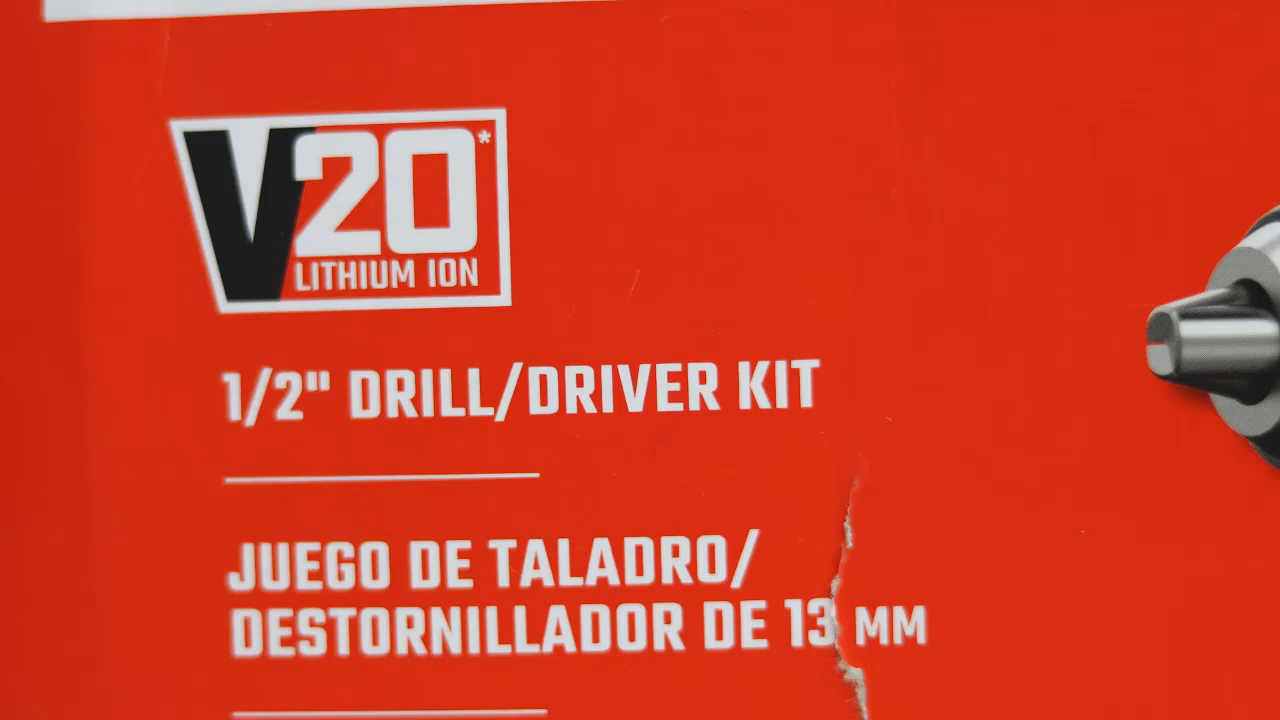 V20*
LITHIUM ION
1/2" DRILL/DRIVER KIT
JUEGO DE TALADRO/
DESTORNILLADOR DE 13 MM